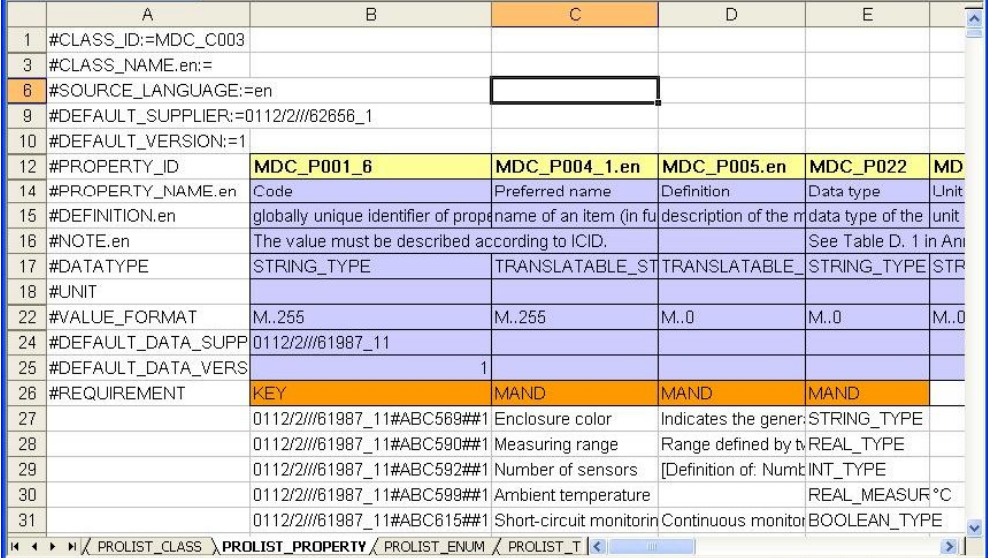 A B C D E
1 #CLASS_ID:=MDC_C003
3 #CLASS_NAME.en:=
6 #SOURCE_LANGUAGE:=en
9 #DEFAULT_SUPPLIER:=0112/2///62656_1
10 #DEFAULT_VERSION:=1
12 #PROPERTY_ID MDC_P001_6 MDC_P004_1.en MDC_P005.en MDC_P022 MD
14 #PROPERTY_NAME.en Code Preferred name Definition Data type Unit
15 #DEFINITION.en globally unique identifier of prope name of an item (in fu description of the m data type of the unit
16 #NOTE.en The value must be described according to ICID. See Table D. 1 in Ann
17 #DATATYPE STRING_TYPE TRANSLATABLE_ST TRANSLATABLE_ STRING_TYPE STR
18 #UNIT
22 #VALUE_FORMAT M..255 M..255 M..0 M..0 M..0
24 #DEFAULT_DATA_SUPP 0112/2///61987_11
25 #DEFAULT_DATA_VERS 1
26 #REQUIREMENT KEY MAND MAND MAND
27 0112/2///61987_11#ABC569##1 Enclosure color Indicates the gener STRING_TYPE
28 0112/2///61987_11#ABC590##1 Measuring range Range defined by tw REAL_TYPE
29 0112/2///61987_11#ABC592##1 Number of sensors [Definition of: Numb INT_TYPE
30 0112/2///61987_11#ABC599##1 Ambient temperature REAL_MEASUR °C
31 0112/2///61987_11#ABC615##1 Short-circuit monitorin Continuous monitor BOOLEAN_TYPE
PROLIST_CLASS PROLIST_PROPERTY PROLIST_ENUM PROLIST_T